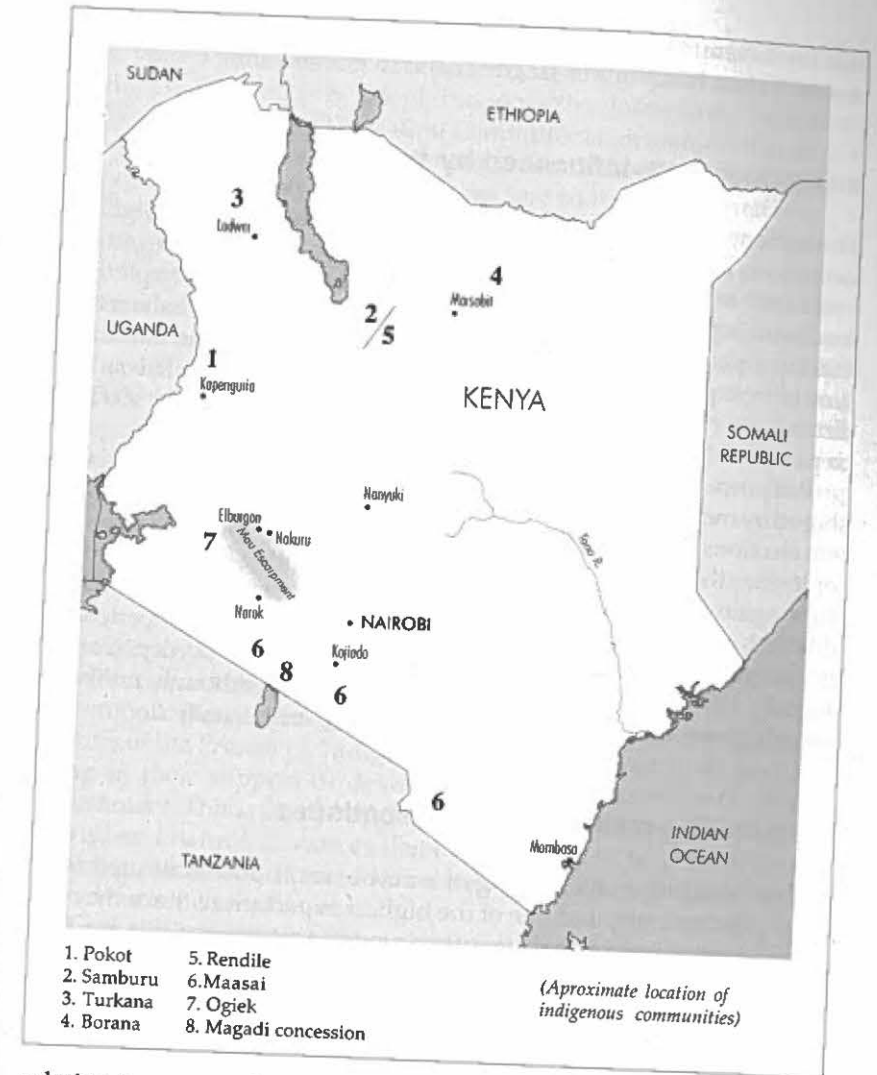 SUDAN
ETHIOPIA
3
Lodwar
4
Marsabit
2
5
UGANDA
1
Kapenguria
KENYA
SOMALI
REPUBLIC
Nanyuki
Elburgon
Nakuru
7
Mau Escarpment
Tana R.
Narok
NAIROBI
6
Kajiado
8
6
6
Mombasa
INDIAN
OCEAN
TANZANIA
1. Pokot
2. Samburu
3. Turkana
4. Borana
5. Rendile
6.Maasai
7. Ogiek
8. Magadi concession
(Aproximate location of
indigenous communities)